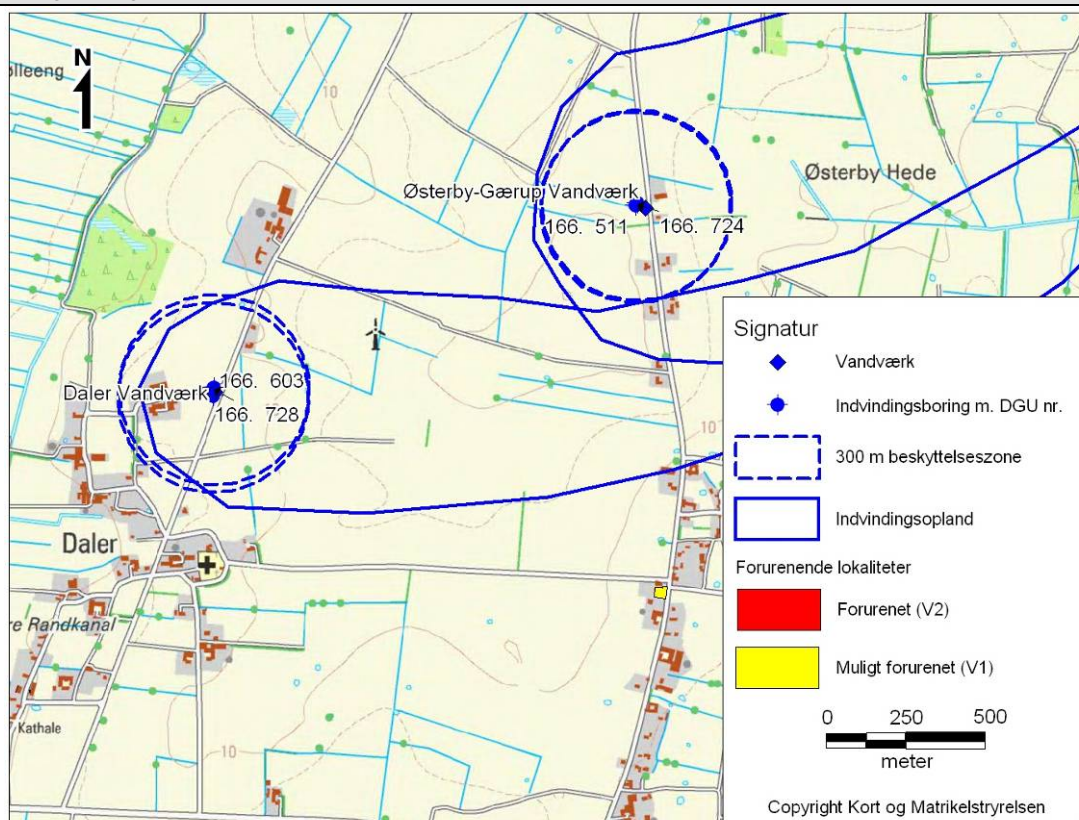 N
10
Østerby-Gærup Vandværk
166. 511
166. 724
Østerby Hede
Daler Vandværk
166. 603
166. 728
10
Daler
re Randkanal
Kathale
10
Signatur
Vandværk
Indvindingsboring m. DGU nr.
300 m beskyttelseszone
Indvindingsopland
Forurenende lokaliteter
Forurenet (V2)
Muligt forurenet (V1)
0 250 500
meter
Copyright Kort og Matrikelstryrelsen